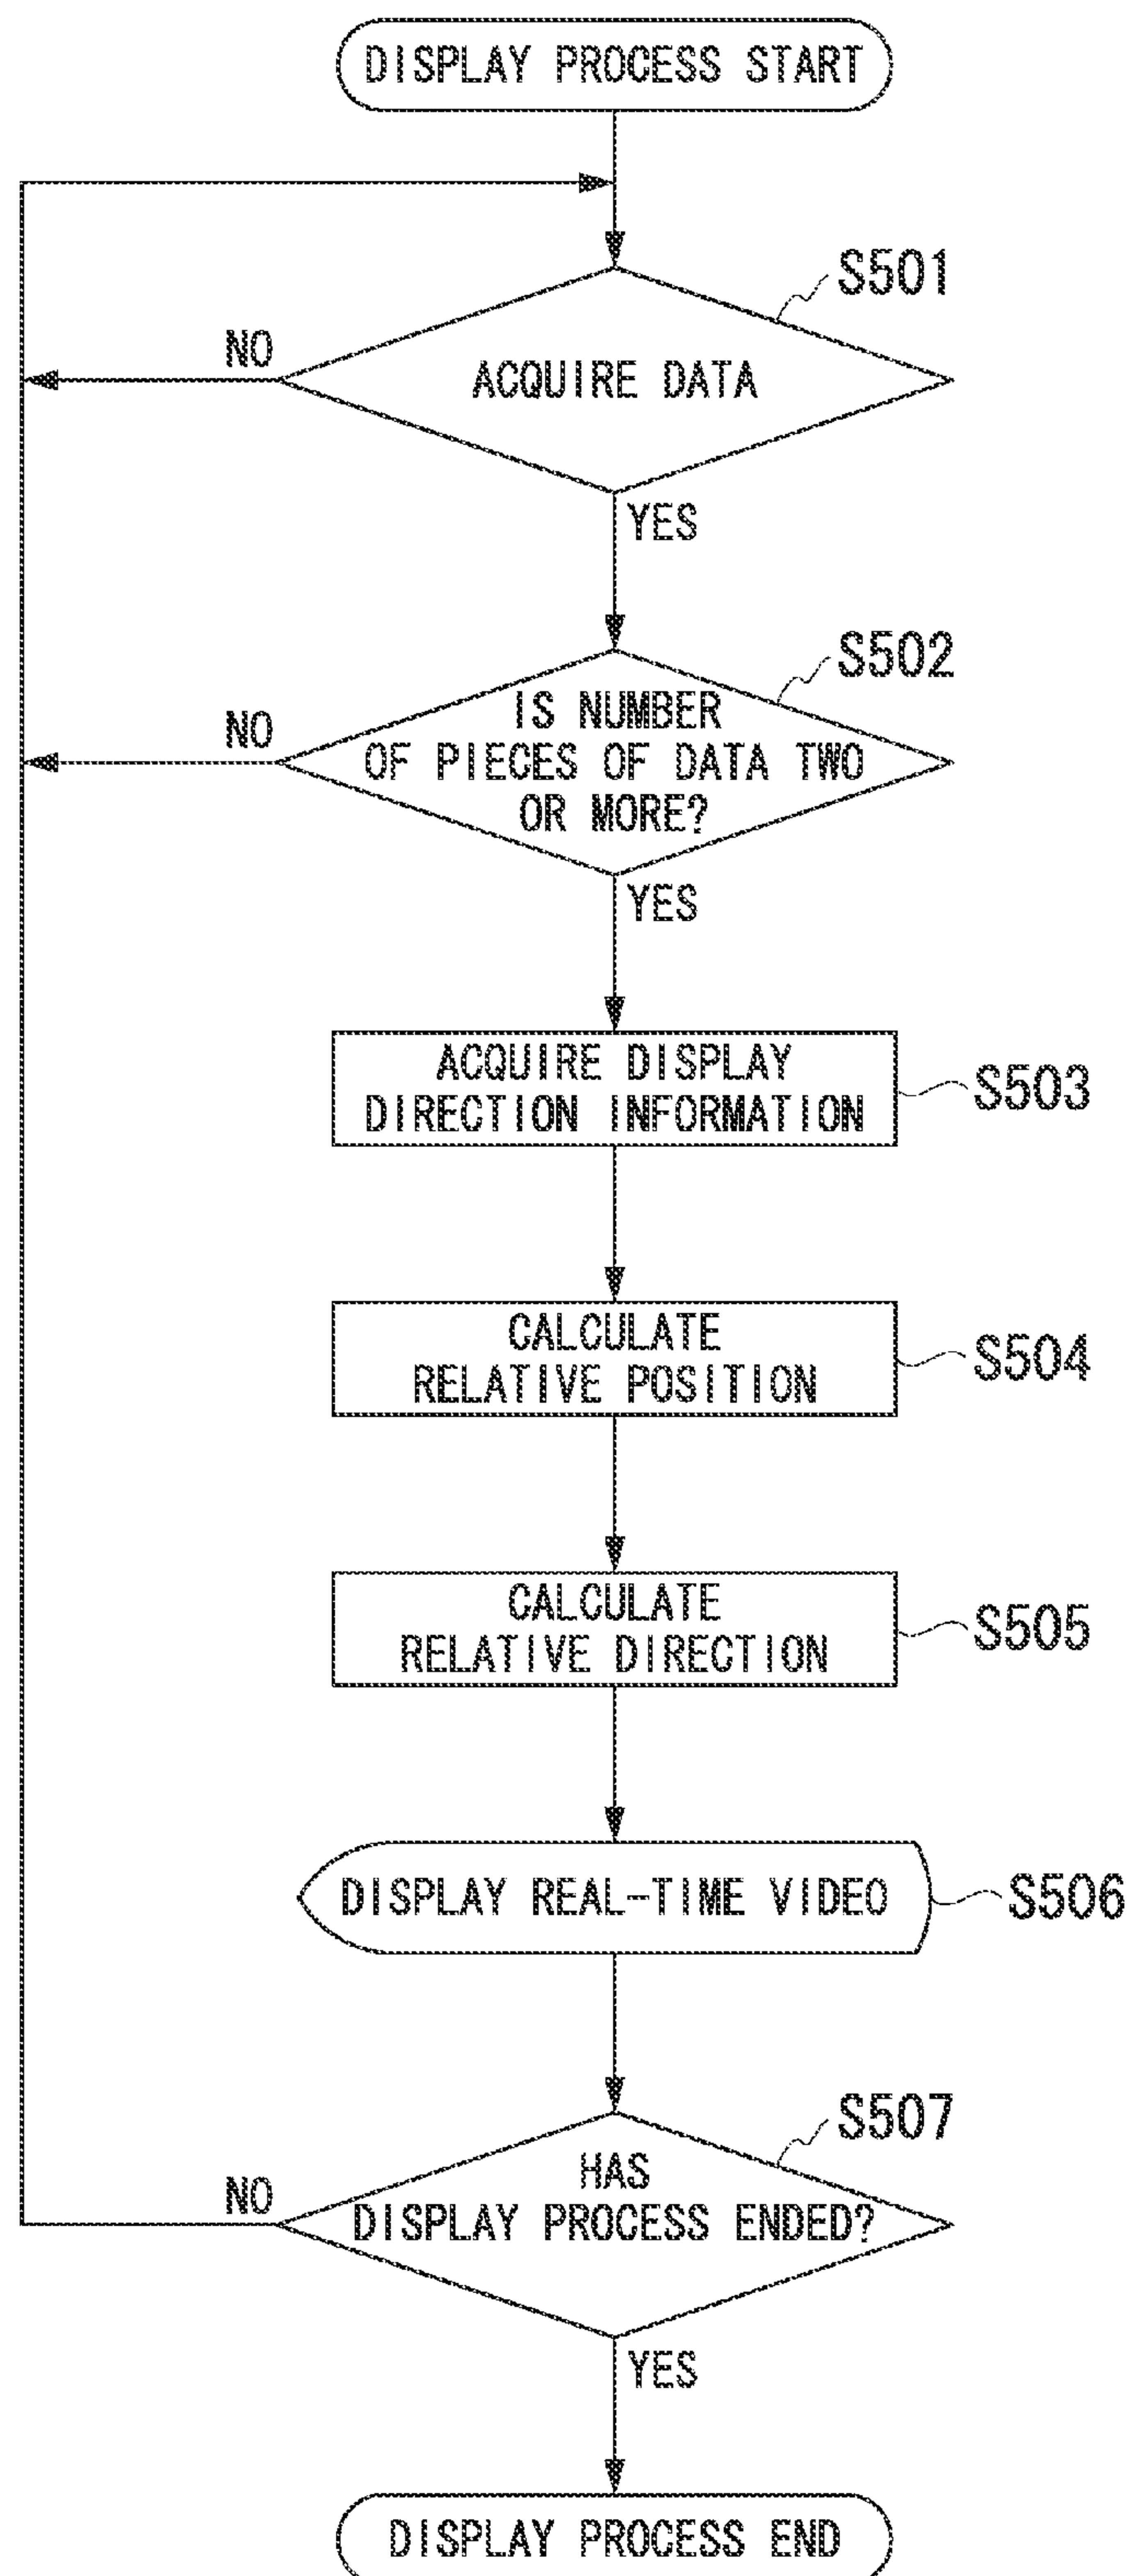 DISPLAY PROCESS START
S501
NO
ACQUIRE DATA
YES
S502
NO
IS NUMBER
OF PIECES OF DATA TWO
OR MORE?
YES
ACQUIRE DISPLAY
DIRECTION INFORMATION
S503
CALCULATE
RELATIVE POSITION
S504
CALCULATE
RELATIVE DIRECTION
S505
DISPLAY REAL-TIME VIDEO
S506
S507
NO
HAS
DISPLAY PROCESS ENDED?
YES
DISPLAY PROCESS END